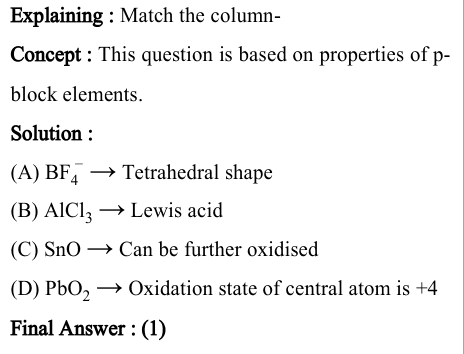 Explaining : Match the column-
Concept : This question is based on properties of p-
block elements.
Solution :
(A) BF₄⁻ → Tetrahedral shape
(B) AlCl₃ → Lewis acid
(C) SnO → Can be further oxidised
(D) PbO₂ → Oxidation state of central atom is +4
Final Answer : (1)